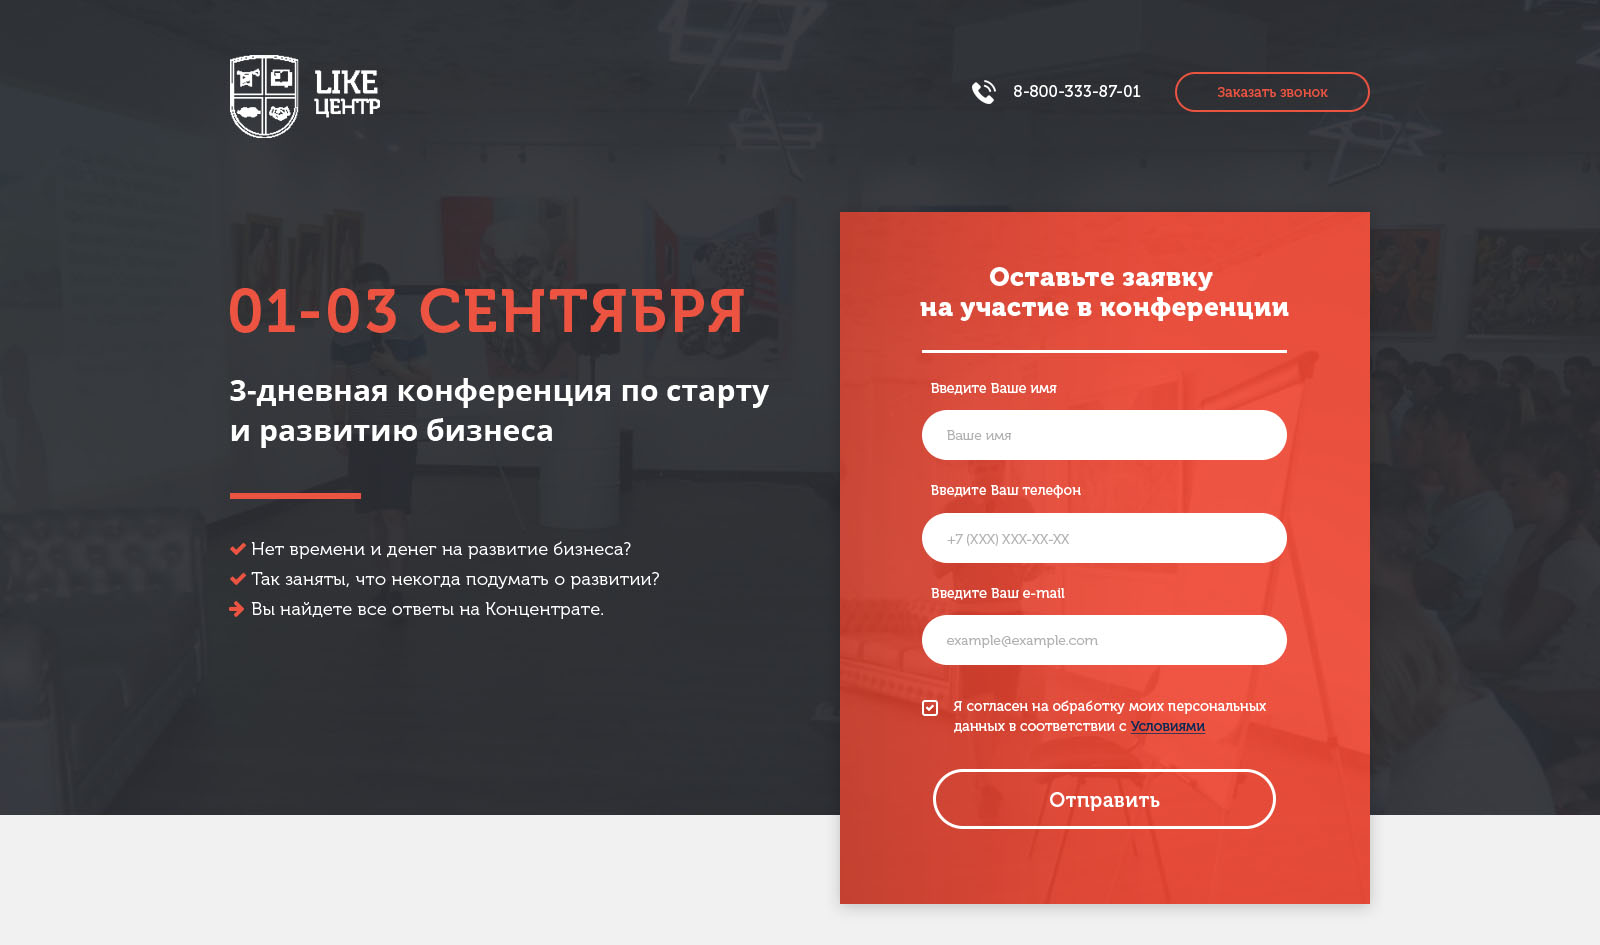 LIKE
ЦЕНТР
8-800-333-87-01
Заказать звонок
01-03 СЕНТЯБРЯ
3-дневная конференция по старту
и развитию бизнеса
Нет времени и денег на развитие бизнеса?
Так заняты, что некогда подумать о развитии?
Вы найдете все ответы на Концентрате.
Оставьте заявку
на участие в конференции
Введите Ваше имя
Ваше имя
Введите Ваш телефон
+7 (XXX) XXX-XX-XX
Введите Ваш e-mail
example@example.com
Я согласен на обработку моих персональных
данных в соответствии с Условиями
Отправить